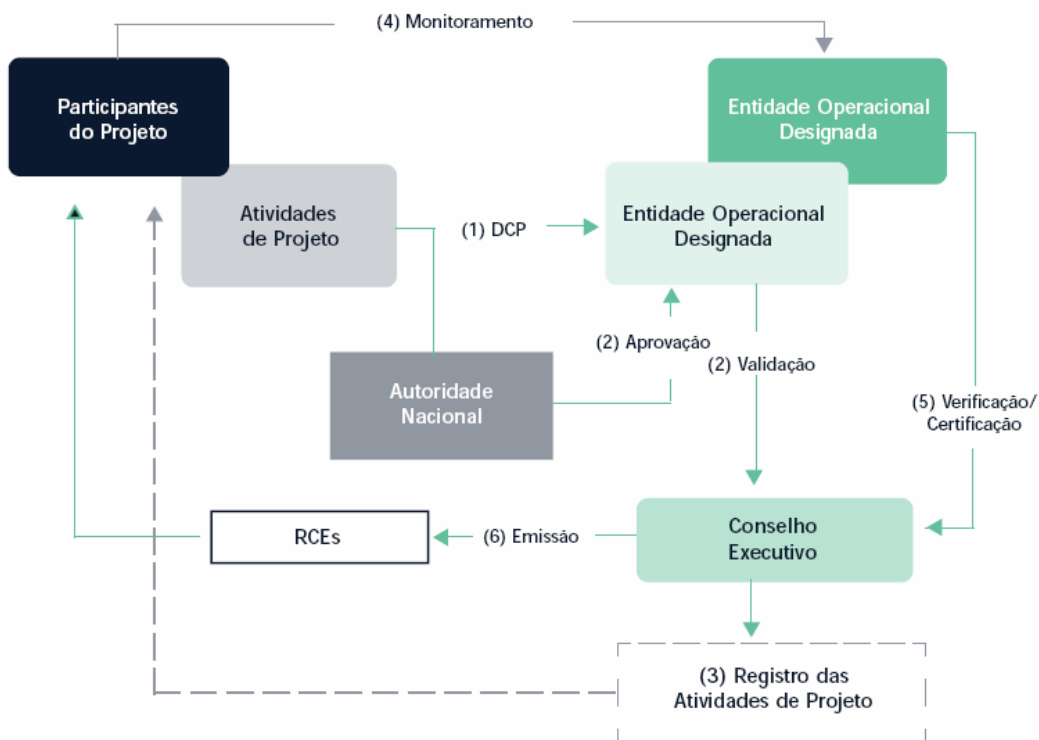 (4) Monitoramento
Participantes
do Projeto
Entidade Operacional
Designada
Atividades
de Projeto
(1) DCP
Entidade Operacional
Designada
(2) Aprovação
(2) Validação
Autoridade
Nacional
(5) Verificação/
Certificação
RCEs
(6) Emissão
Conselho
Executivo
(3) Registro das
Atividades de Projeto